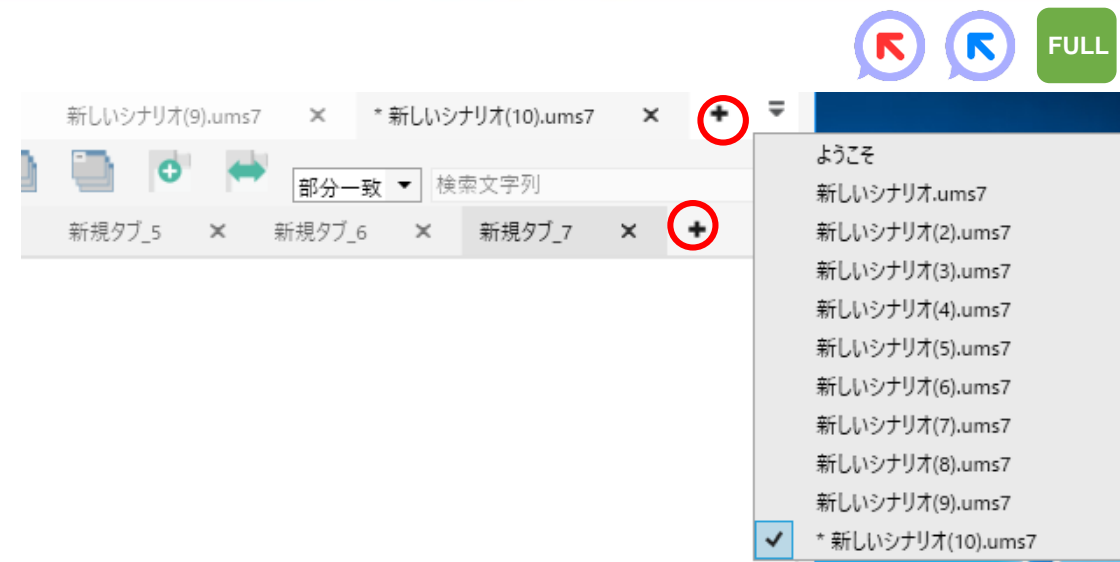 FULL
新しいシナリオ(9).ums7 * 新しいシナリオ(10).ums7
部分一致 検索文字列
新規タブ_5 新規タブ_6 新規タブ_7
ようこそ
新しいシナリオ.ums7
新しいシナリオ(2).ums7
新しいシナリオ(3).ums7
新しいシナリオ(4).ums7
新しいシナリオ(5).ums7
新しいシナリオ(6).ums7
新しいシナリオ(7).ums7
新しいシナリオ(8).ums7
新しいシナリオ(9).ums7
* 新しいシナリオ(10).ums7